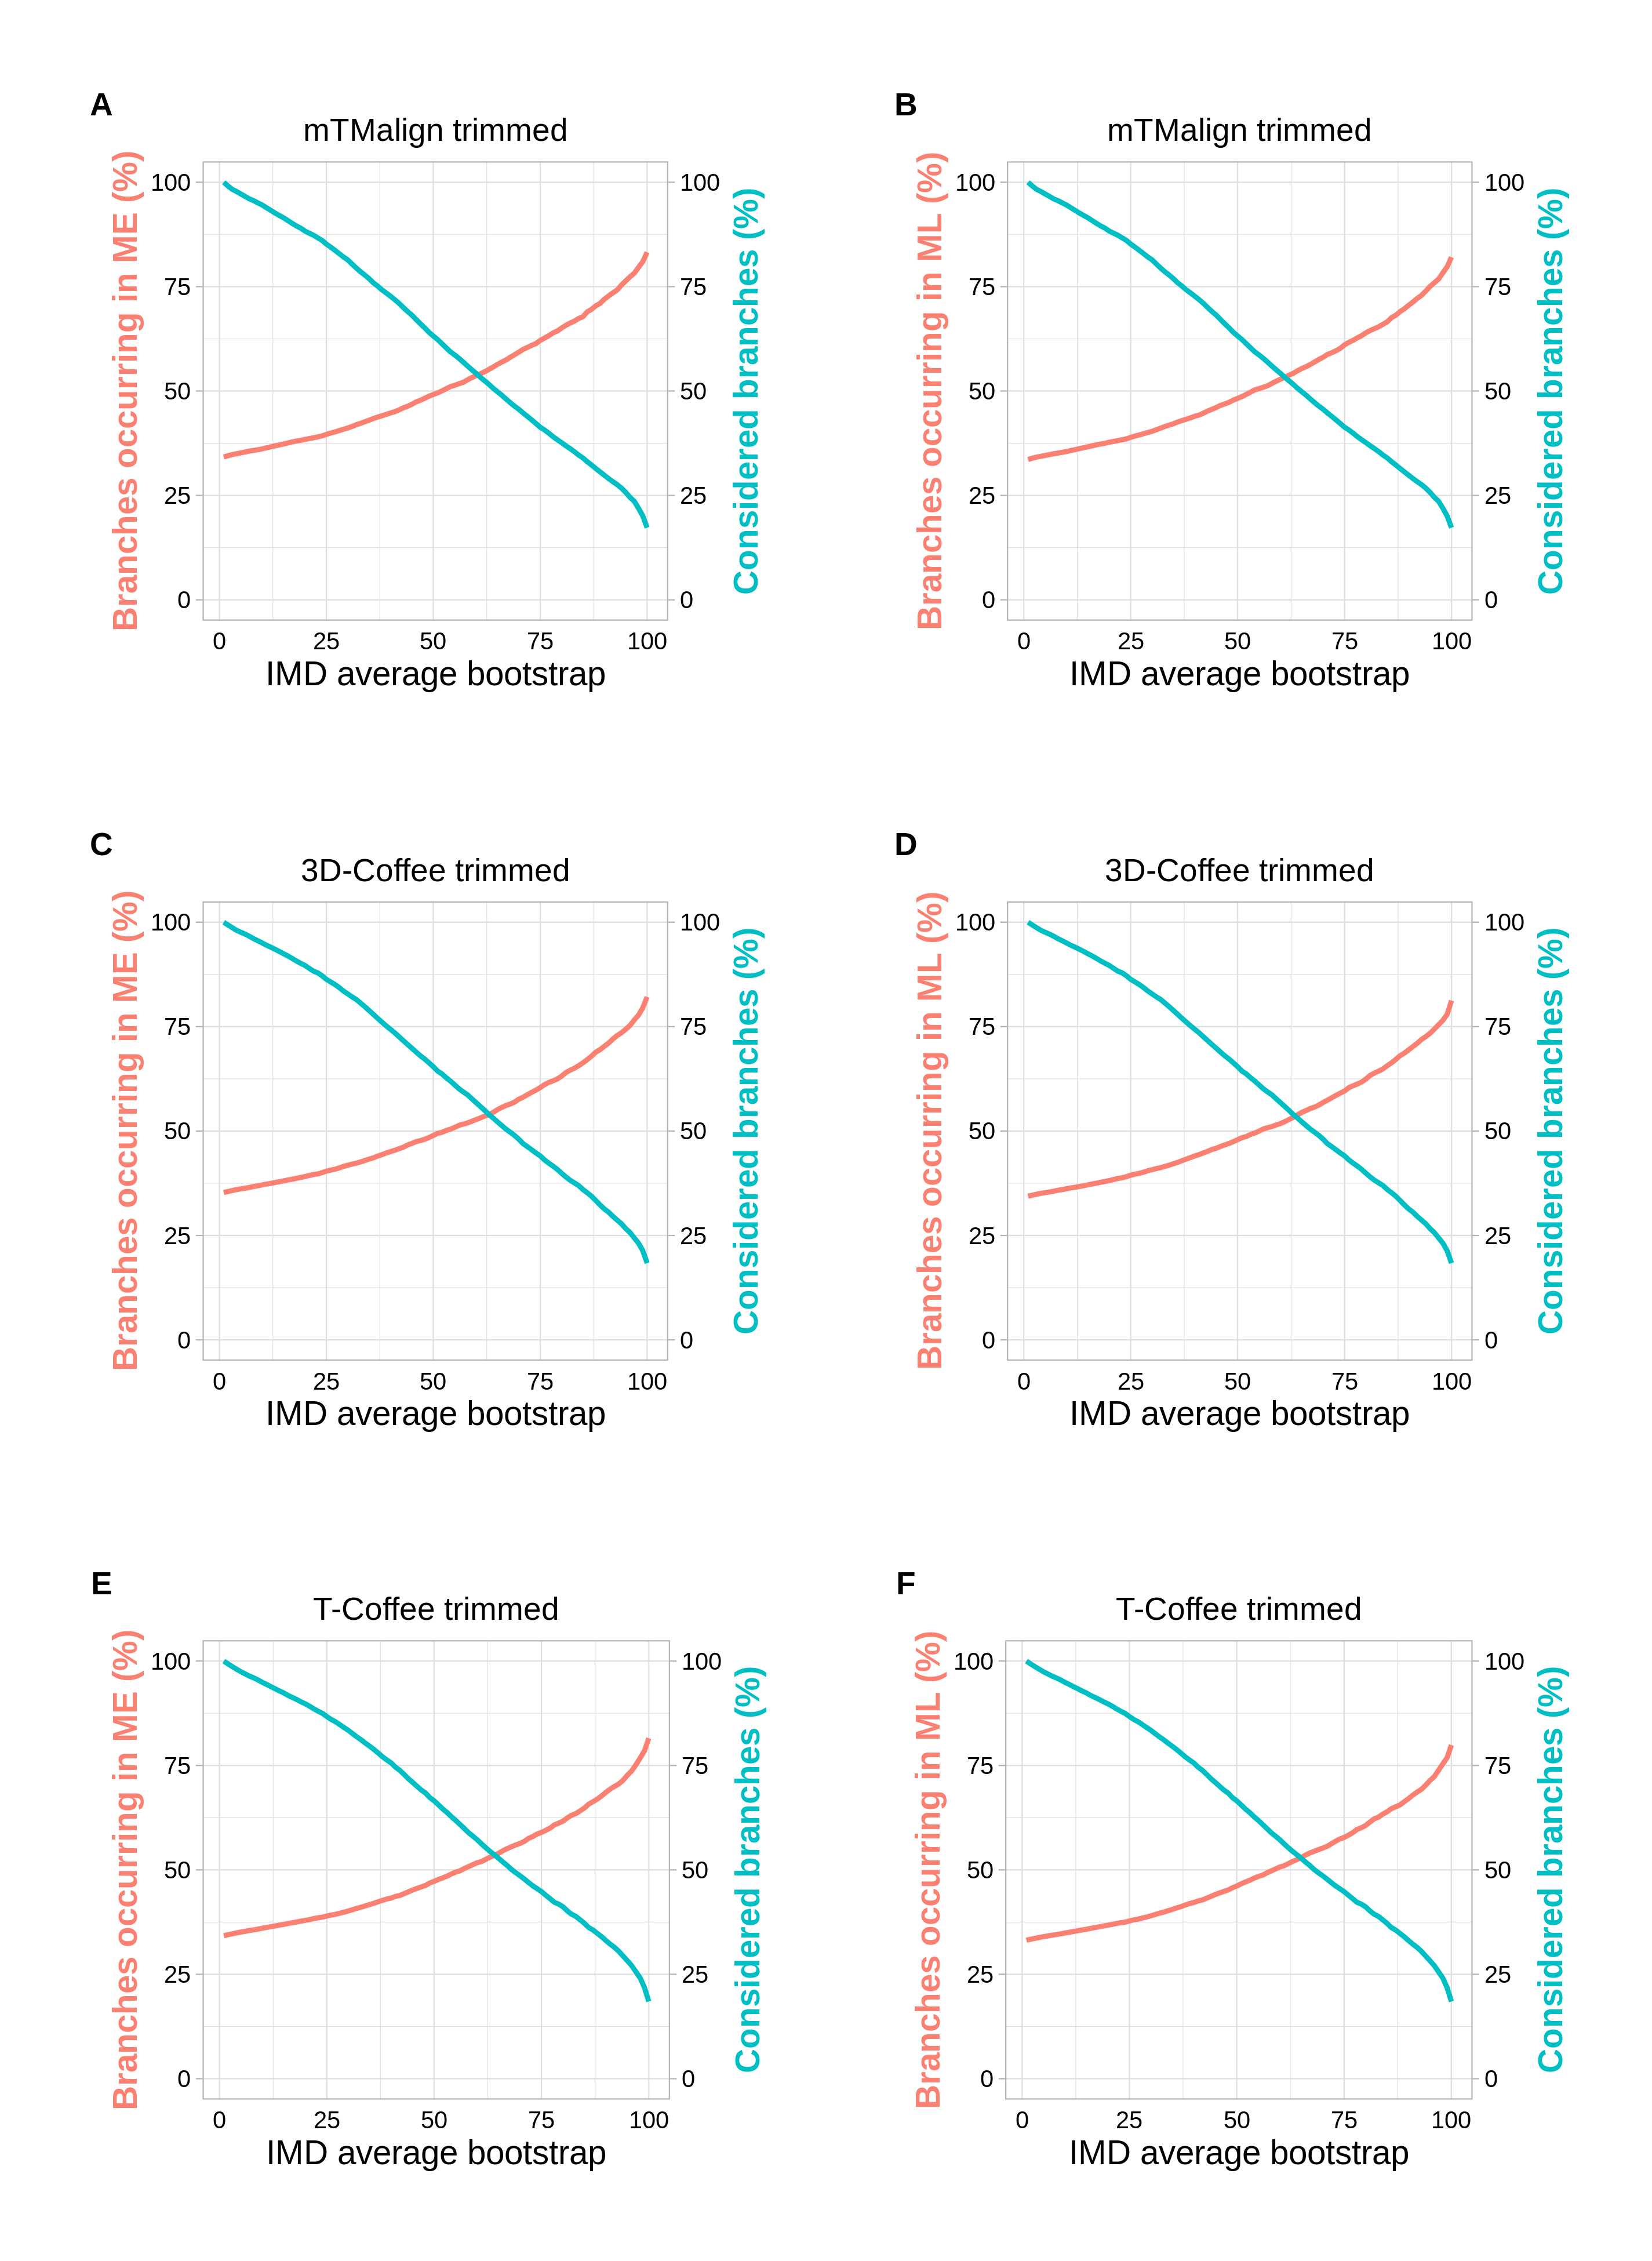 A
mTMalign trimmed
Branches occurring in ME (%)
100
75
50
25
0
100
75
50
25
0
Considered branches (%)
0 25 50 75 100
IMD average bootstrap
B
mTMalign trimmed
Branches occurring in ML (%)
100
75
50
25
0
100
75
50
25
0
Considered branches (%)
0 25 50 75 100
IMD average bootstrap
C
3D-Coffee trimmed
Branches occurring in ME (%)
100
75
50
25
0
100
75
50
25
0
Considered branches (%)
0 25 50 75 100
IMD average bootstrap
D
3D-Coffee trimmed
Branches occurring in ML (%)
100
75
50
25
0
100
75
50
25
0
Considered branches (%)
0 25 50 75 100
IMD average bootstrap
E
T-Coffee trimmed
Branches occurring in ME (%)
100
75
50
25
0
100
75
50
25
0
Considered branches (%)
0 25 50 75 100
IMD average bootstrap
F
T-Coffee trimmed
Branches occurring in ML (%)
100
75
50
25
0
100
75
50
25
0
Considered branches (%)
0 25 50 75 100
IMD average bootstrap